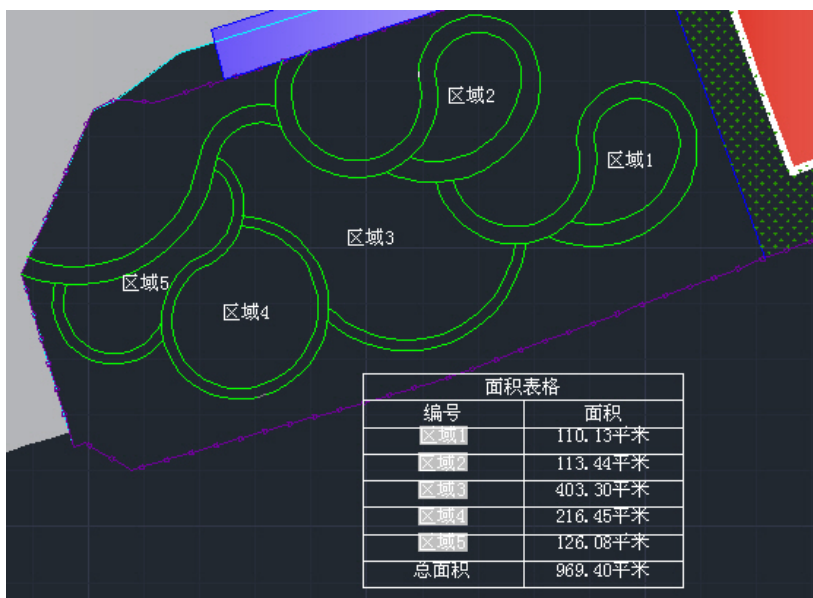 区域2
区域1
区域3
区域5
区域4
面积表格
编号 面积
区域1 110.13平米
区域2 113.44平米
区域3 403.30平米
区域4 216.45平米
区域5 126.08平米
总面积 969.40平米